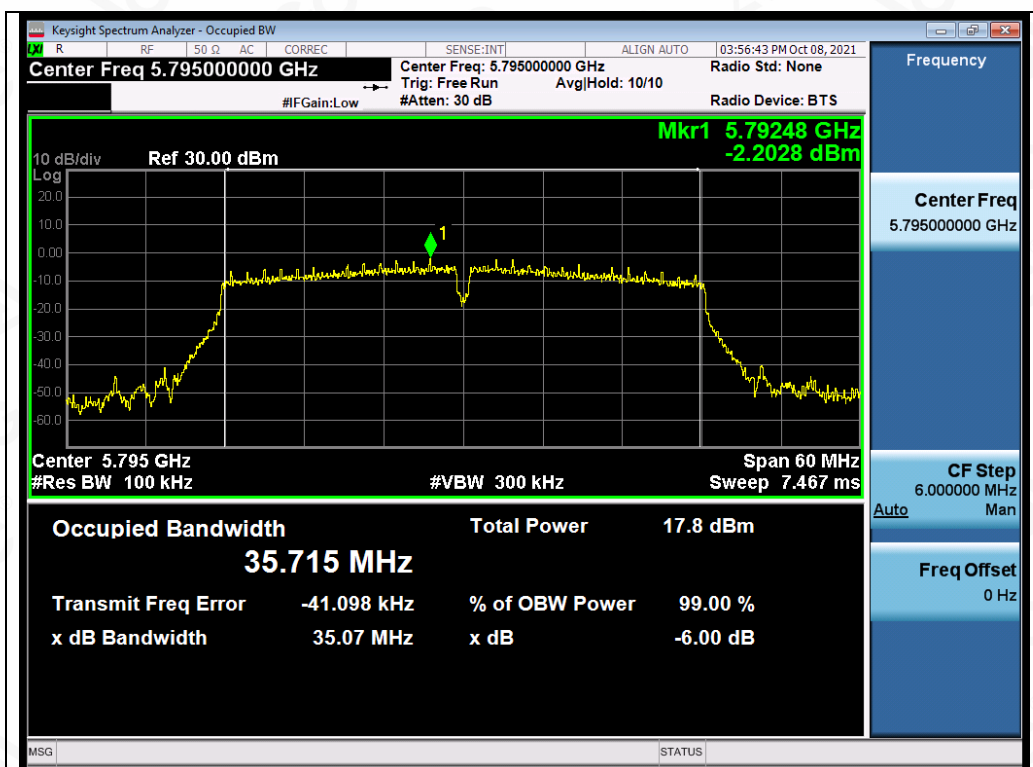 Keysight Spectrum Analyzer - Occupied BW
LXI R RF 50 Ω AC CORREC SENSE:INT ALIGN AUTO 03:56:43 PM Oct 08, 2021
Center Freq 5.795000000 GHz
Center Freq: 5.795000000 GHz
Radio Std: None
Trig: Free Run Avg|Hold: 10/10
#IFGain:Low
#Atten: 30 dB
Radio Device: BTS
Mkr1 5.79248 GHz
-2.2028 dBm
10 dB/div Ref 30.00 dBm
Log
20.0
10.0
0.00
-10.0
-20.0
-30.0
-40.0
-50.0
-60.0
1
Center 5.795 GHz Span 60 MHz
#Res BW 100 kHz #VBW 300 kHz Sweep 7.467 ms
Occupied Bandwidth Total Power 17.8 dBm
35.715 MHz
Transmit Freq Error -41.098 kHz % of OBW Power 99.00 %
x dB Bandwidth 35.07 MHz x dB -6.00 dB
MSG STATUS
Frequency
Center Freq
5.795000000 GHz
CF Step
6.000000 MHz
Auto Man
Freq Offset
0 Hz